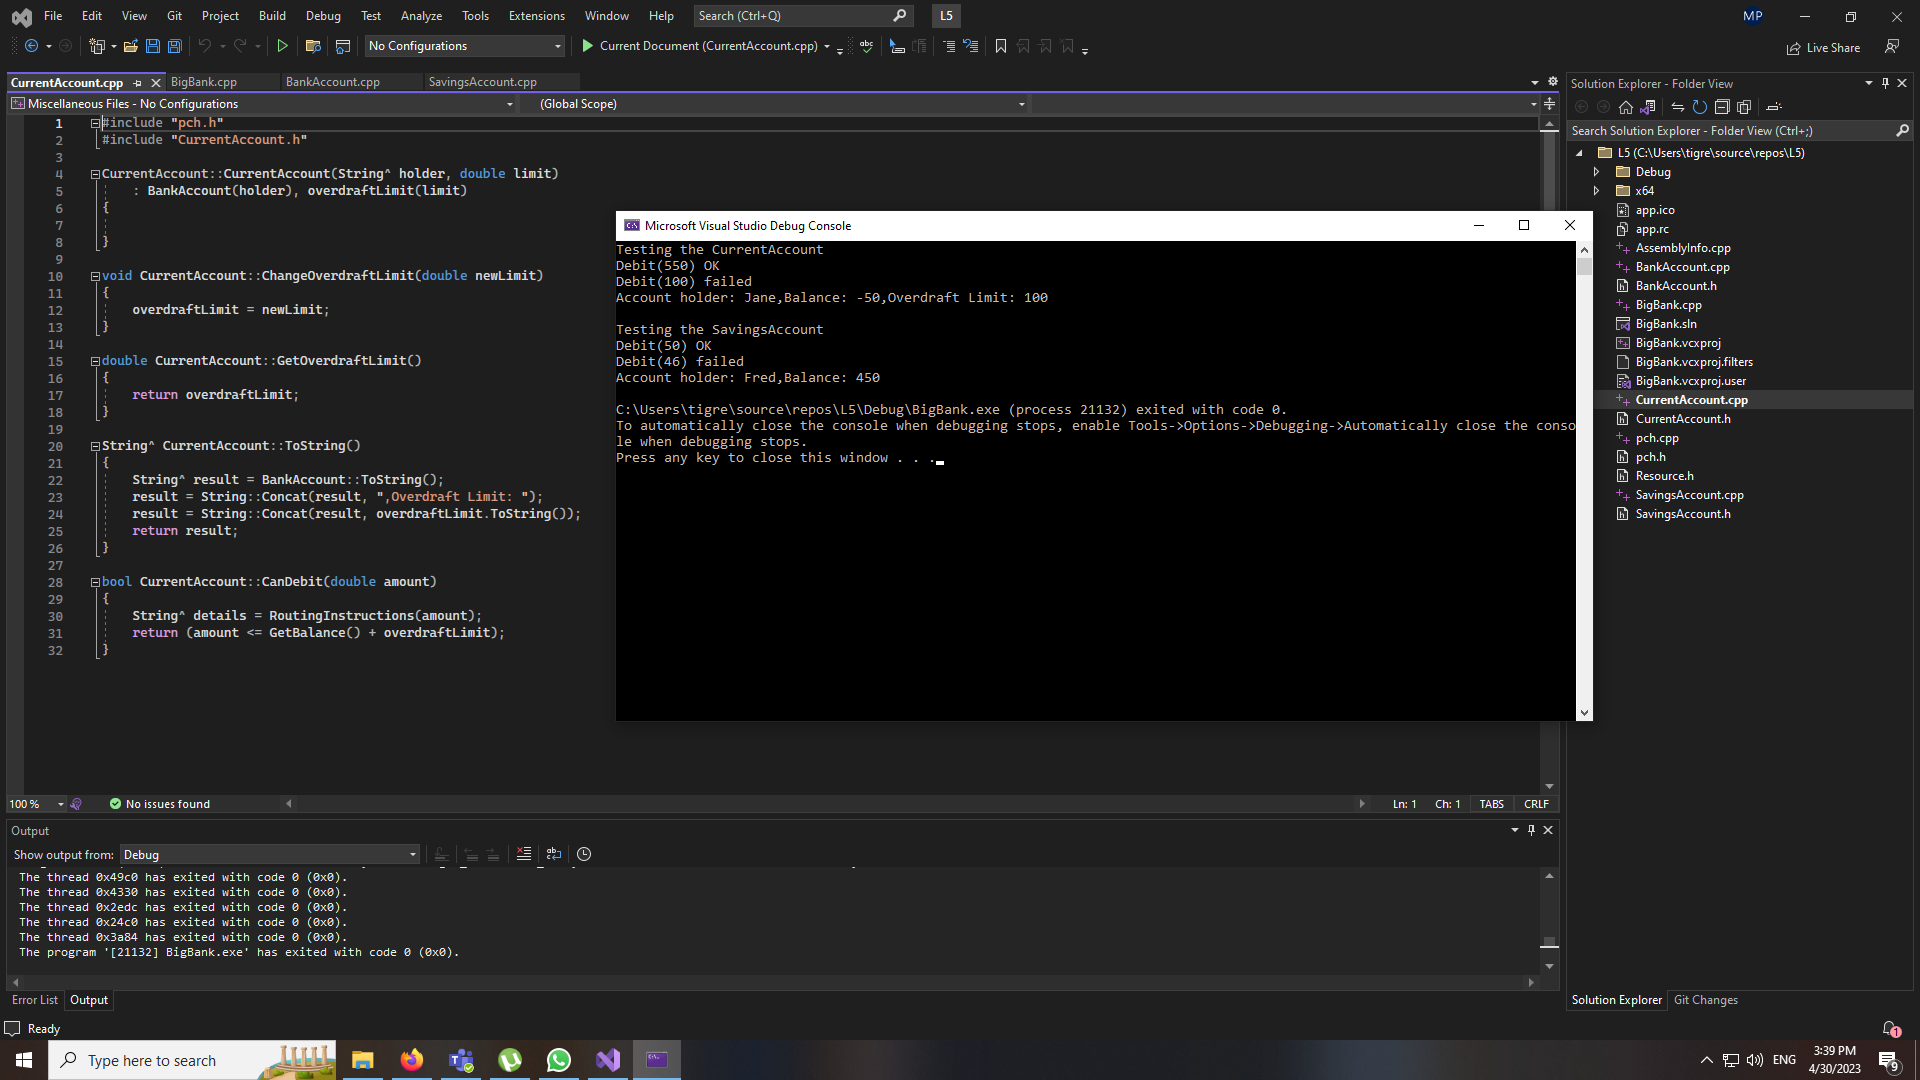 File Edit View Git Project Build Debug Test Analyze Tools Extensions Window Help Search (Ctrl+Q) L5 MP
No Configurations Current Document (CurrentAccount.cpp) Live Share
CurrentAccount.cpp BigBank.cpp BankAccount.cpp SavingsAccount.cpp
Miscellaneous Files - No Configurations (Global Scope)
1 #include "pch.h"
2 #include "CurrentAccount.h"
3
4 CurrentAccount::CurrentAccount(String^ holder, double limit)
5 : BankAccount(holder), overdraftLimit(limit)
6 {
7
8 }
9
10 void CurrentAccount::ChangeOverdraftLimit(double newLimit)
11 {
12 overdraftLimit = newLimit;
13 }
14
15 double CurrentAccount::GetOverdraftLimit()
16 {
17 return overdraftLimit;
18 }
19
20 String^ CurrentAccount::ToString()
21 {
22 String^ result = BankAccount::ToString();
23 result = String::Concat(result, ",Overdraft Limit: ");
24 result = String::Concat(result, overdraftLimit.ToString());
25 return result;
26 }
27
28 bool CurrentAccount::CanDebit(double amount)
29 {
30 String^ details = RoutingInstructions(amount);
31 return (amount <= GetBalance() + overdraftLimit);
32 }
Microsoft Visual Studio Debug Console
Testing the CurrentAccount
Debit(550) OK
Debit(100) failed
Account holder: Jane,Balance: -50,Overdraft Limit: 100
Testing the SavingsAccount
Debit(50) OK
Debit(46) failed
Account holder: Fred,Balance: 450
C:\Users\tigre\source\repos\L5\Debug\BigBank.exe (process 21132) exited with code 0.
To automatically close the console when debugging stops, enable Tools->Options->Debugging->Automatically close the conso
le when debugging stops.
Press any key to close this window . . .
Solution Explorer - Folder View
Search Solution Explorer - Folder View (Ctrl+;)
L5 (C:\Users\tigre\source\repos\L5)
Debug
x64
app.ico
app.rc
AssemblyInfo.cpp
BankAccount.cpp
BankAccount.h
BigBank.cpp
BigBank.sln
BigBank.vcxproj
BigBank.vcxproj.filters
BigBank.vcxproj.user
CurrentAccount.cpp
CurrentAccount.h
pch.cpp
pch.h
Resource.h
SavingsAccount.cpp
SavingsAccount.h
100 % No issues found Ln: 1 Ch: 1 TABS CRLF
Output
Show output from: Debug
The thread 0x49c0 has exited with code 0 (0x0).
The thread 0x4330 has exited with code 0 (0x0).
The thread 0x2edc has exited with code 0 (0x0).
The thread 0x24c0 has exited with code 0 (0x0).
The thread 0x3a84 has exited with code 0 (0x0).
The program '[21132] BigBank.exe' has exited with code 0 (0x0).
Error List Output
Solution Explorer Git Changes
Ready 1
Type here to search
ENG
3:39 PM
4/30/2023
9